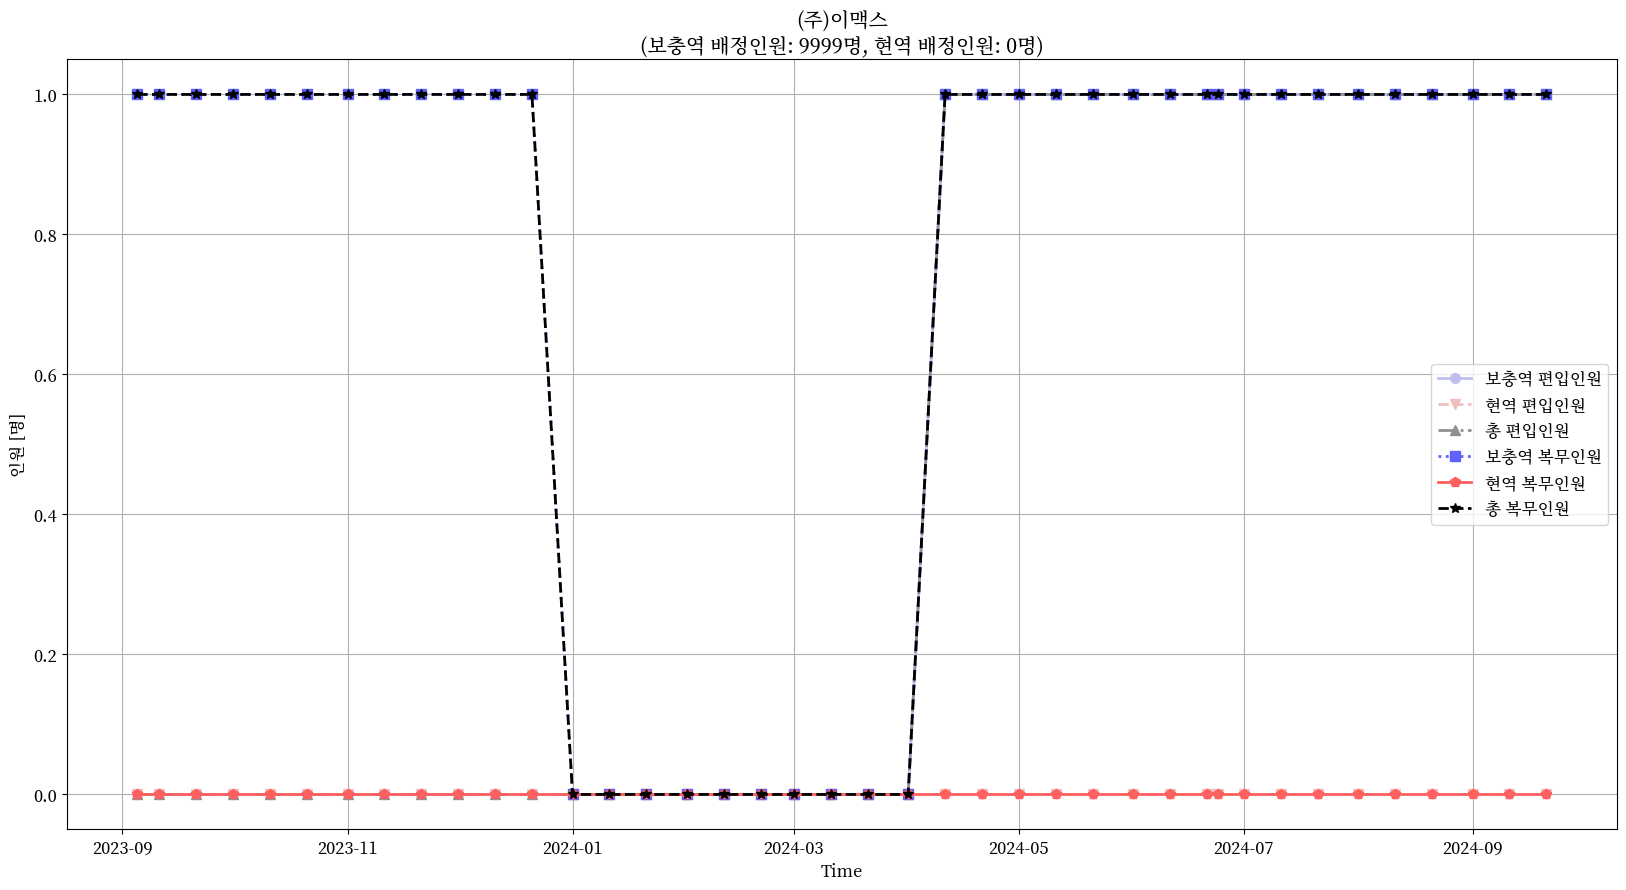 (주)이맥스
(보충역 배정인원: 9999명, 현역 배정인원: 0명)
1.0
0.8
0.6
0.4
0.2
0.0
인원 [명]
보충역 편입인원
현역 편입인원
총 편입인원
보충역 복무인원
현역 복무인원
총 복무인원
2023-09
2023-11
2024-01
2024-03
2024-05
2024-07
2024-09
Time